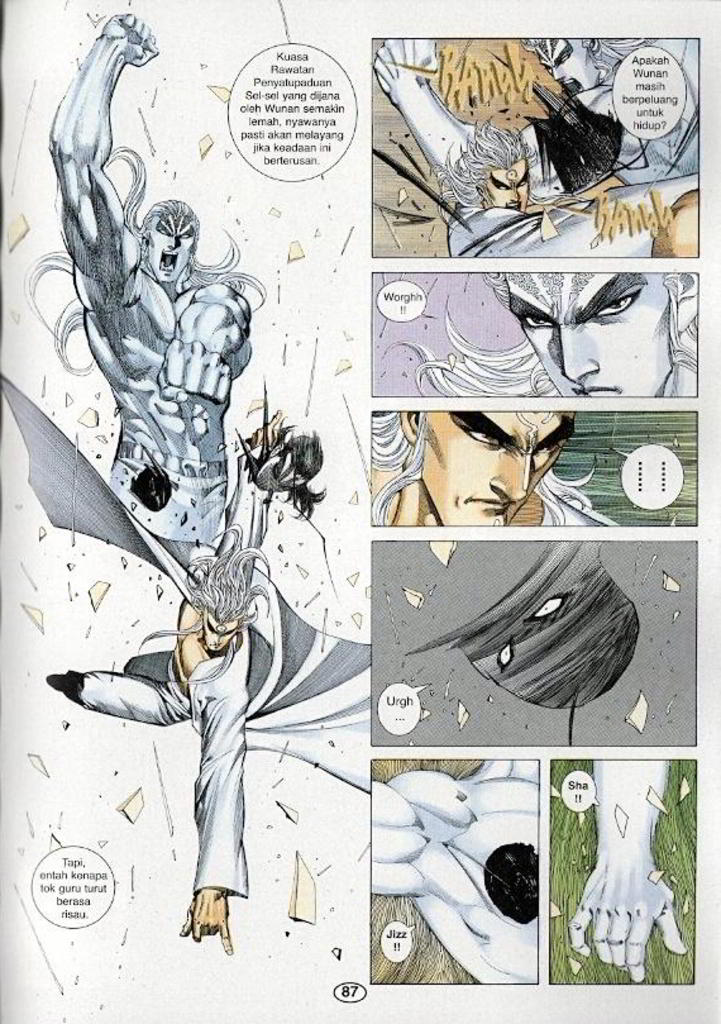 Kuasa
Rawatan
Penyatupaduan
Sel-sel yang dijana
oleh Wunan semakin
lemah, nyawanya
pasti akan melayang
jika keadaan ini
berterusan.
Tapi,
entah kenapa
tok guru turut
berasa
risau.
Apakah
Wunan
masih
berpeluang
untuk
hidup?
Worghh
!!
......
Urgh
...
Jizz
!!
Sha
!!
87